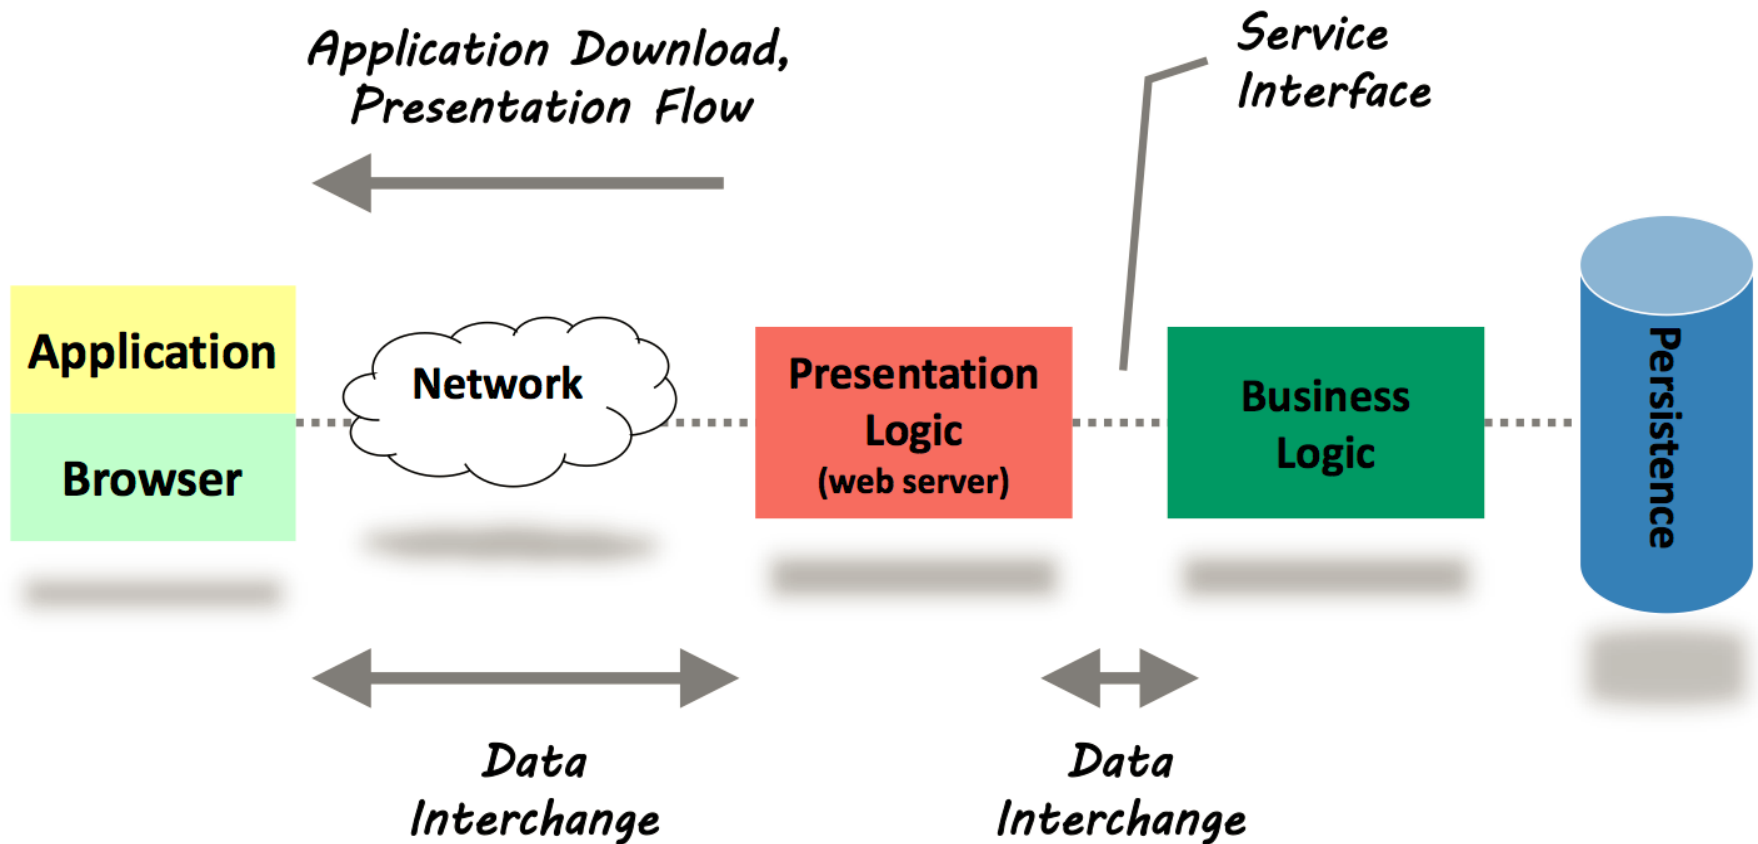 Application Download,
Presentation Flow
Service
Interface
Application
Browser
Network
Presentation
Logic
(web server)
Business
Logic
Persistence
Data
Interchange
Data
Interchange